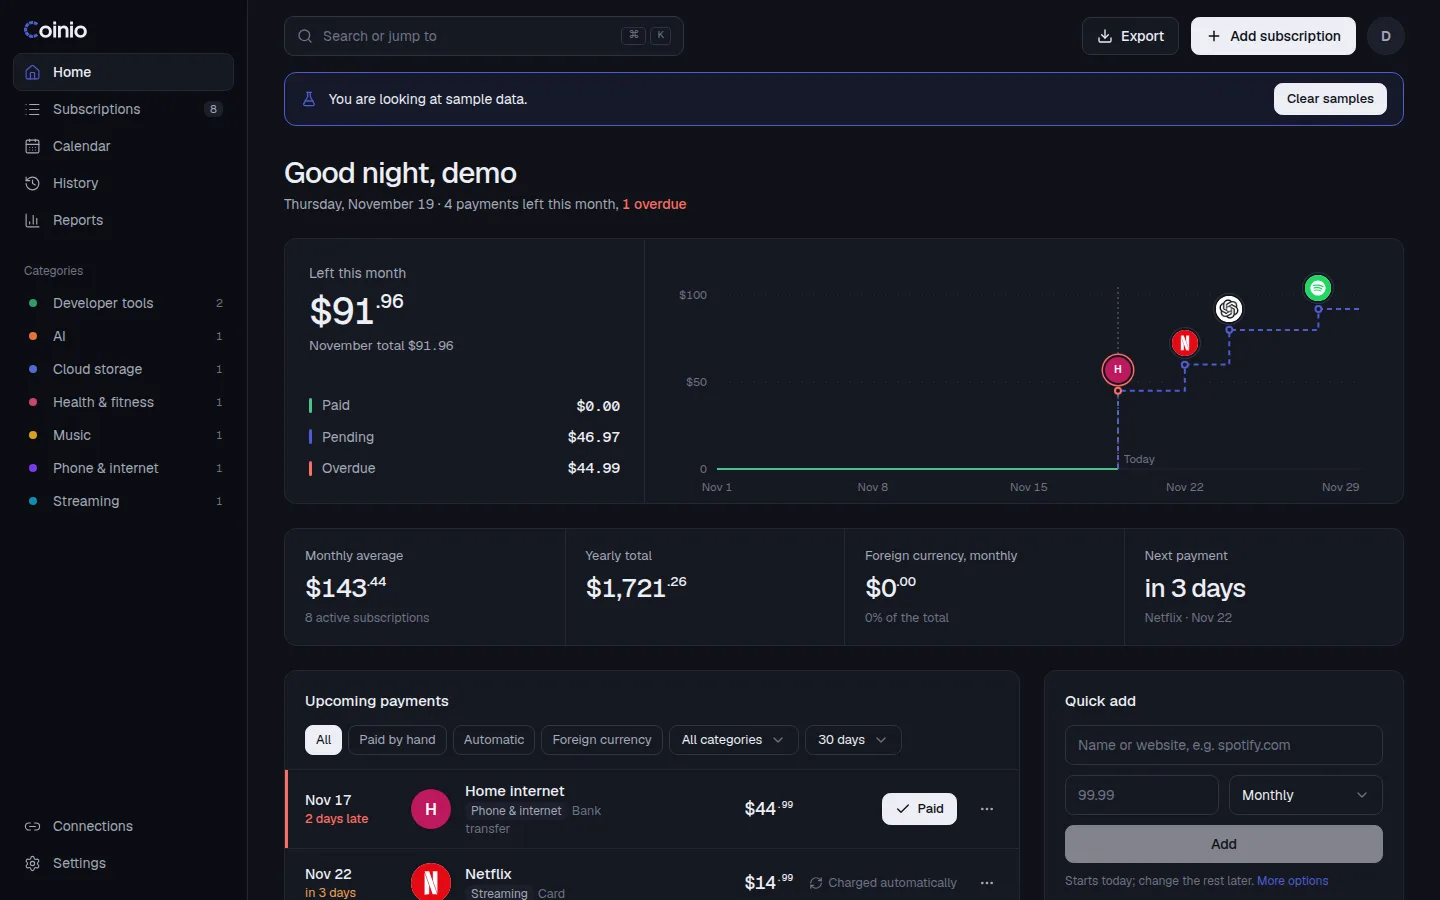 Coinio
Search or jump to
⌘ K
Export
Add subscription
D
Home
Subscriptions 8
Calendar
History
Reports
Categories
Developer tools 2
AI 1
Cloud storage 1
Health & fitness 1
Music 1
Phone & internet 1
Streaming 1
Connections
Settings
You are looking at sample data.
Clear samples
Good night, demo
Thursday, November 19 · 4 payments left this month, 1 overdue
Left this month
$91.96
November total $91.96
Paid $0.00
Pending $46.97
Overdue $44.99
$100
$50
0
H
N
Today
Nov 1 Nov 8 Nov 15 Nov 22 Nov 29
Monthly average
$143.44
8 active subscriptions
Yearly total
$1,721.26
Foreign currency, monthly
$0.00
0% of the total
Next payment
in 3 days
Netflix · Nov 22
Upcoming payments
All Paid by hand Automatic Foreign currency All categories 30 days
Nov 17
2 days late
H
Home internet
Phone & internet Bank
transfer
$44.99
Paid
Nov 22
in 3 days
N
Netflix
Streaming Card
$14.99
Charged automatically
Quick add
Name or website, e.g. spotify.com
99.99
Monthly
Add
Starts today; change the rest later. More options